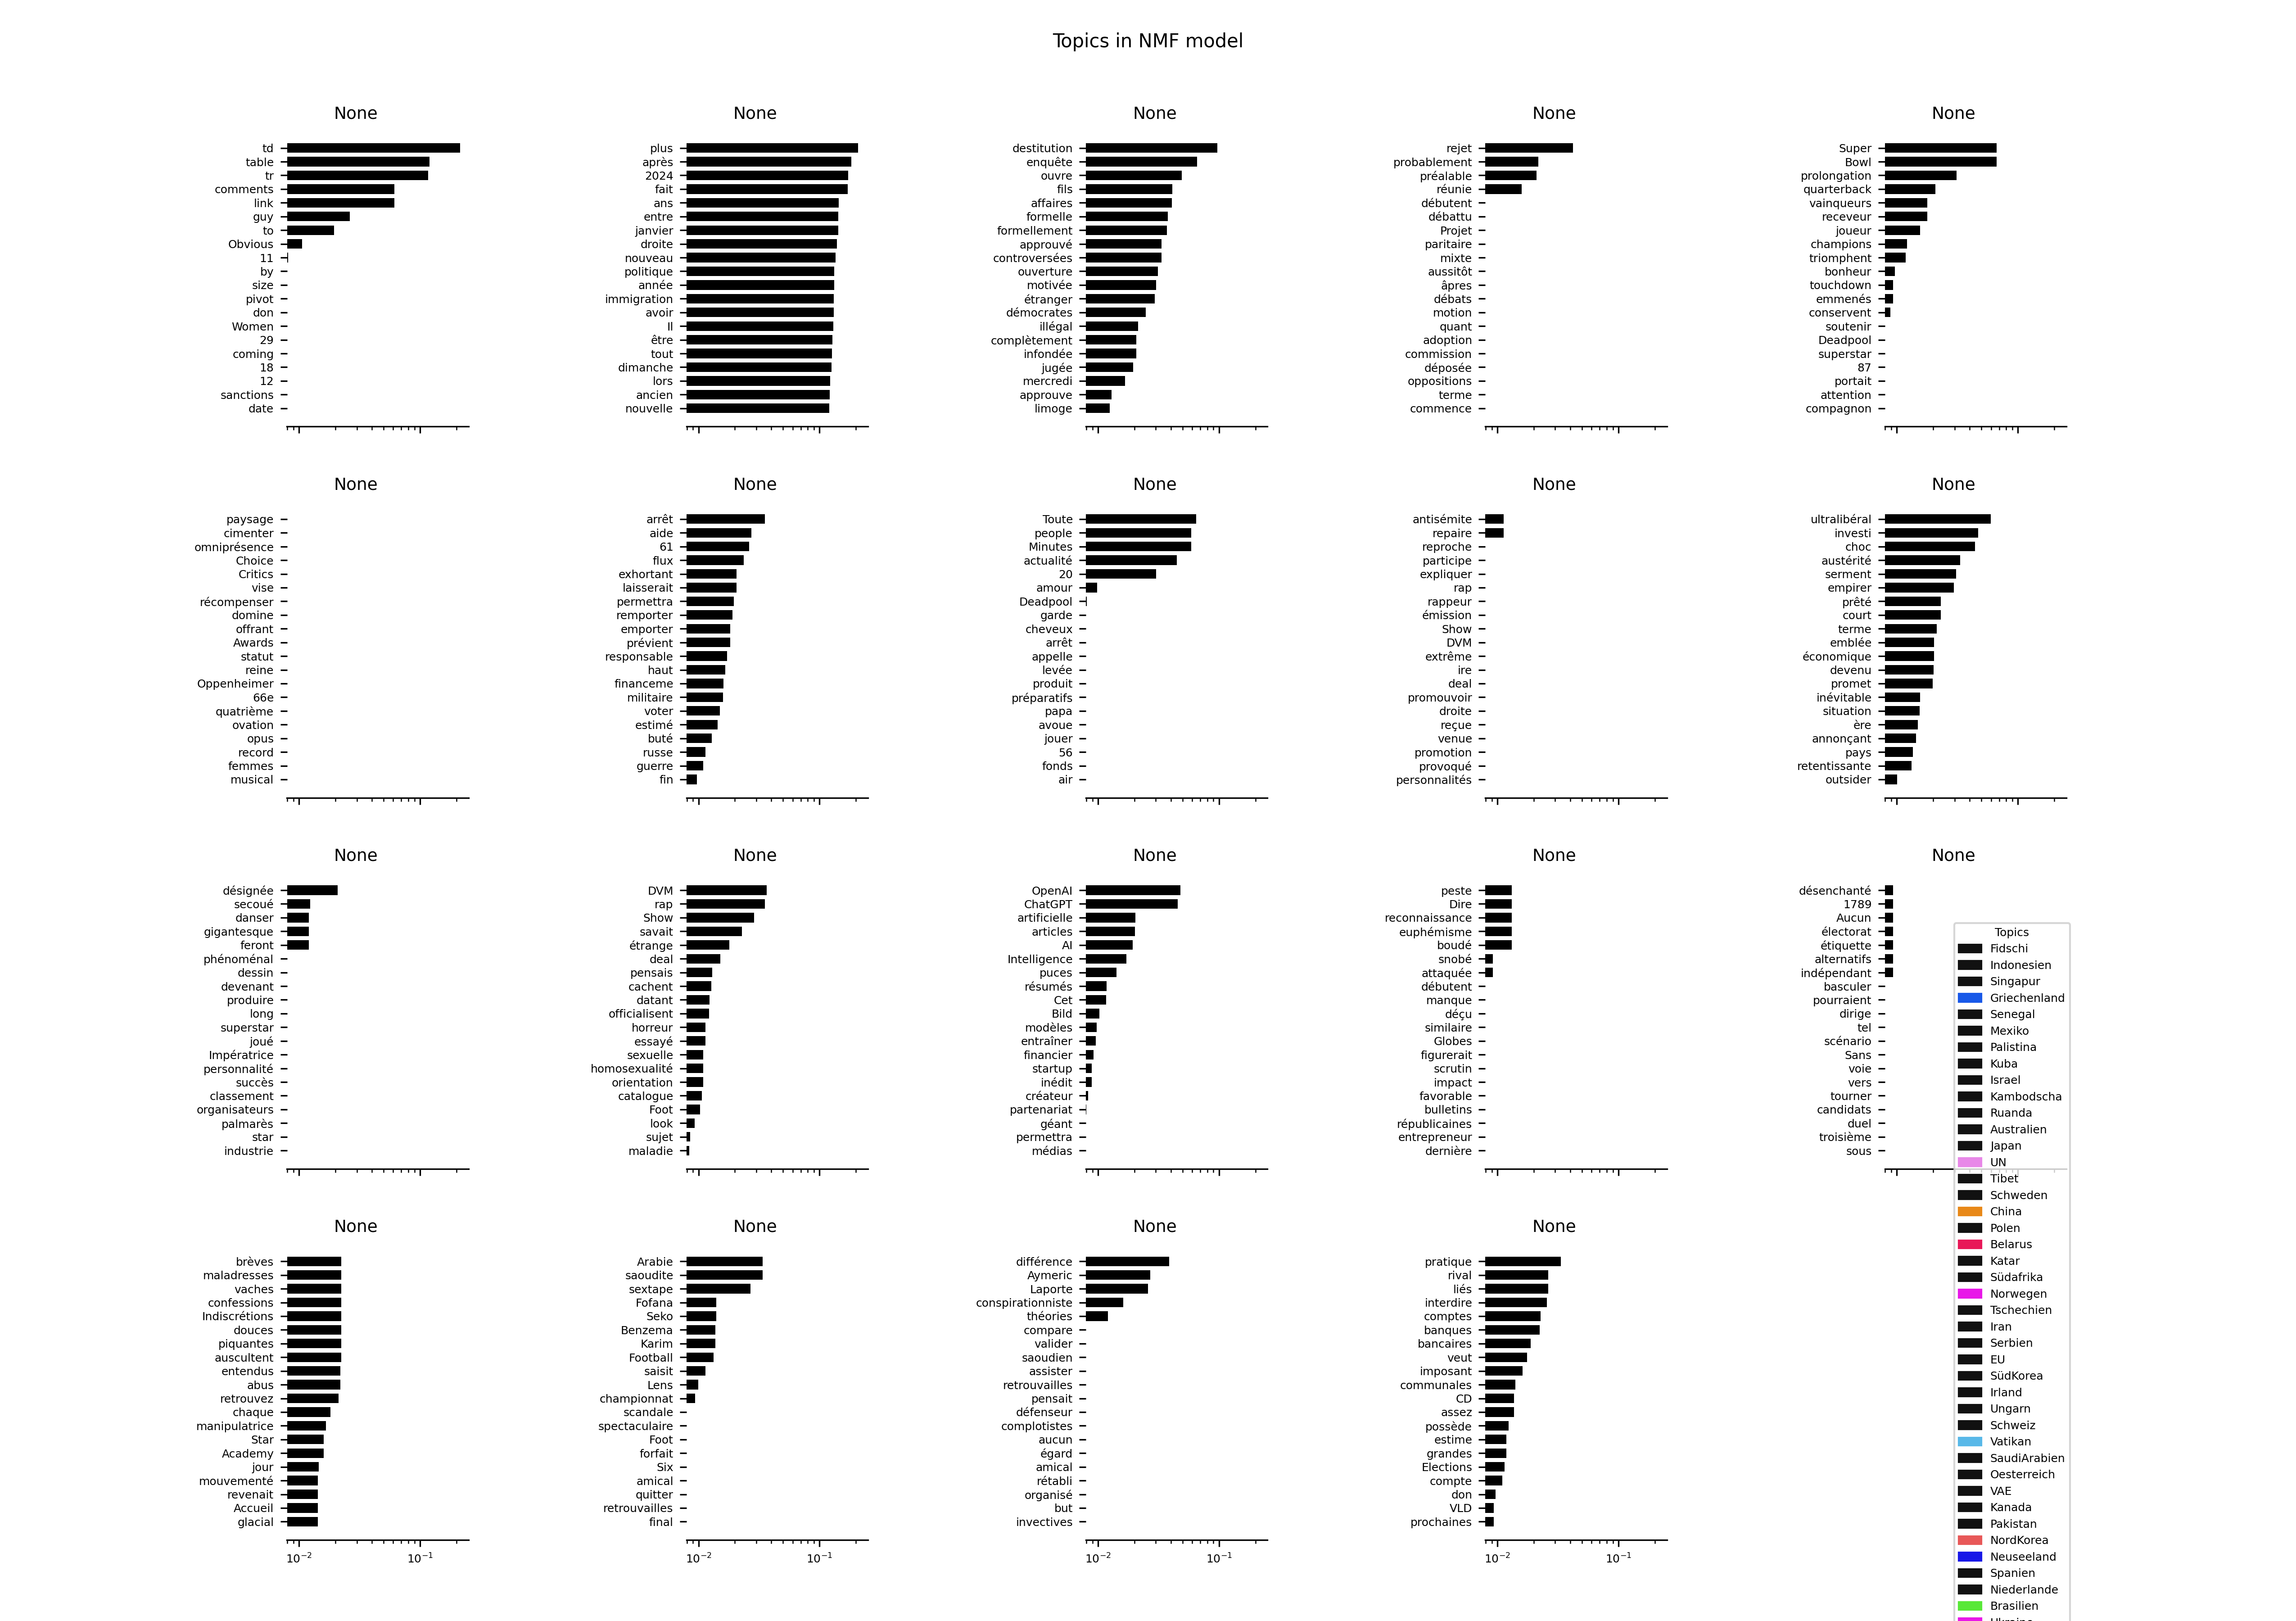 Topics in NMF model
None
td
table
tr
comments
link
guy
to
Obvious
11
by
size
pivot
don
Women
29
coming
18
12
sanctions
date
None
plus
après
2024
fait
ans
entre
janvier
droite
nouveau
politique
année
immigration
avoir
Il
être
tout
dimanche
lors
ancien
nouvelle
None
destitution
enquête
ouvre
fils
affaires
formelle
formellement
approuvé
controversées
ouverture
motivée
étranger
démocrates
illégal
complètement
infondée
jugée
mercredi
approuve
limoge
None
rejet
probablement
préalable
réunie
débutent
débattu
Projet
paritaire
mixte
aussitôt
âpres
débats
motion
quant
adoption
commission
déposée
oppositions
terme
commence
None
Super
Bowl
prolongation
quarterback
vainqueurs
receveur
joueur
champions
triomphent
bonheur
touchdown
emmenés
conservent
soutenir
Deadpool
superstar
87
portait
attention
compagnon
None
paysage
cimenter
omniprésence
Choice
Critics
vise
récompenser
domine
offrant
Awards
statut
reine
Oppenheimer
66e
quatrième
ovation
opus
record
femmes
musical
None
arrêt
aide
61
flux
exhortant
laisserait
permettra
remporter
emporter
prévient
responsable
haut
financeme
militaire
voter
estimé
buté
russe
guerre
fin
None
Toute
people
Minutes
actualité
20
amour
Deadpool
garde
cheveux
arrêt
appelle
levée
produit
préparatifs
papa
avoue
jouer
56
fonds
air
None
antisémite
repaire
reproche
participe
expliquer
rap
rappeur
émission
Show
DVM
extrême
ire
deal
promouvoir
droite
reçue
venue
promotion
provoqué
personnalités
None
ultralibéral
investi
choc
austérité
serment
empirer
prêté
court
terme
emblée
économique
devenu
promet
inévitable
situation
ère
annonçant
pays
retentissante
outsider
None
désignée
secoué
danser
gigantesque
feront
phénoménal
dessin
devenant
produire
long
superstar
joué
Impératrice
personnalité
succès
classement
organisateurs
palmarès
star
industrie
None
DVM
rap
Show
savait
étrange
deal
pensais
cachent
datant
officialisent
horreur
essayé
sexuelle
homosexualité
orientation
catalogue
Foot
look
sujet
maladie
None
OpenAI
ChatGPT
artificielle
articles
AI
Intelligence
puces
résumés
Cet
Bild
modèles
entraîner
financier
startup
inédit
créateur
partenariat
géant
permettra
médias
None
peste
Dire
reconnaissance
euphémisme
boudé
snobé
attaquée
débutent
manque
déçu
similaire
Globes
figurerait
scrutin
impact
favorable
bulletins
républicaines
entrepreneur
dernière
None
désenchanté
1789
Aucun
électorat
étiquette
alternatifs
indépendant
basculer
pourraient
dirige
tel
scénario
Sans
voie
vers
tourner
candidats
duel
troisième
sous
None
brèves
maladresses
vaches
confessions
Indiscrétions
douces
piquantes
auscultent
entendus
abus
retrouvez
chaque
manipulatrice
Star
Academy
jour
mouvementé
revenait
Accueil
glacial
10⁻² 10⁻¹
None
Arabie
saoudite
sextape
Fofana
Seko
Benzema
Karim
Football
saisit
Lens
championnat
scandale
spectaculaire
Foot
forfait
Six
amical
quitter
retrouvailles
final
10⁻² 10⁻¹
None
différence
Aymeric
Laporte
conspirationniste
théories
compare
valider
saoudien
assister
retrouvailles
pensait
défenseur
complotistes
aucun
égard
amical
rétabli
organisé
but
invectives
10⁻² 10⁻¹
None
pratique
rival
liés
interdire
comptes
banques
bancaires
veut
imposant
communales
CD
assez
possède
estime
grandes
Elections
compte
don
VLD
prochaines
10⁻² 10⁻¹
Topics
Fidschi
Indonesien
Singapur
Griechenland
Senegal
Mexiko
Palistina
Kuba
Israel
Kambodscha
Ruanda
Australien
Japan
UN
Tibet
Schweden
China
Polen
Belarus
Katar
Südafrika
Norwegen
Tschechien
Iran
Serbien
EU
SüdKorea
Irland
Ungarn
Schweiz
Vatikan
SaudiArabien
Oesterreich
VAE
Kanada
Pakistan
NordKorea
Neuseeland
Spanien
Niederlande
Brasilien